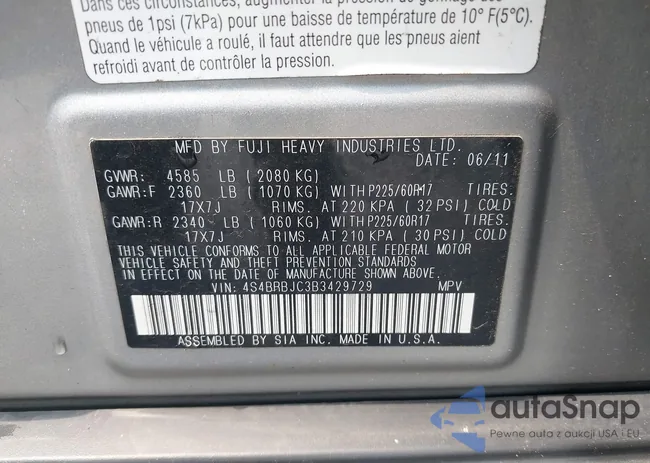 Dans ces circonstances, augmenter la pression de gonflage des
pneus de 1psi (7kPa) pour une baisse de température de 10° F(5°C).
Quand le véhicule a roulé, il faut attendre que les pneus aient
refroidi avant de contrôler la pression.
MFD BY FUJI HEAVY INDUSTRIES LTD.
DATE: 06/11
GVWR: 4585 LB (2080 KG)
GAWR:F 2360 LB (1070 KG) WITH P225/60R17 TIRES.
17X7J RIMS. AT 220 KPA ( 32 PSI) COLD
GAWR:R 2340 LB (1060 KG) WITH P225/60R17 TIRES.
17X7J RIMS. AT 210 KPA ( 30 PSI) COLD
THIS VEHICLE CONFORMS TO ALL APPLICABLE FEDERAL MOTOR
VEHICLE SAFETY AND THEFT PREVENTION STANDARDS
IN EFFECT ON THE DATE OF MANUFACTURE SHOWN ABOVE.
VIN: 4S4BRBJC3B3429729 MPV
ASSEMBLED BY SIA INC. MADE IN U.S.A.
autaSnap
Pewne auta z aukcji USA i EU